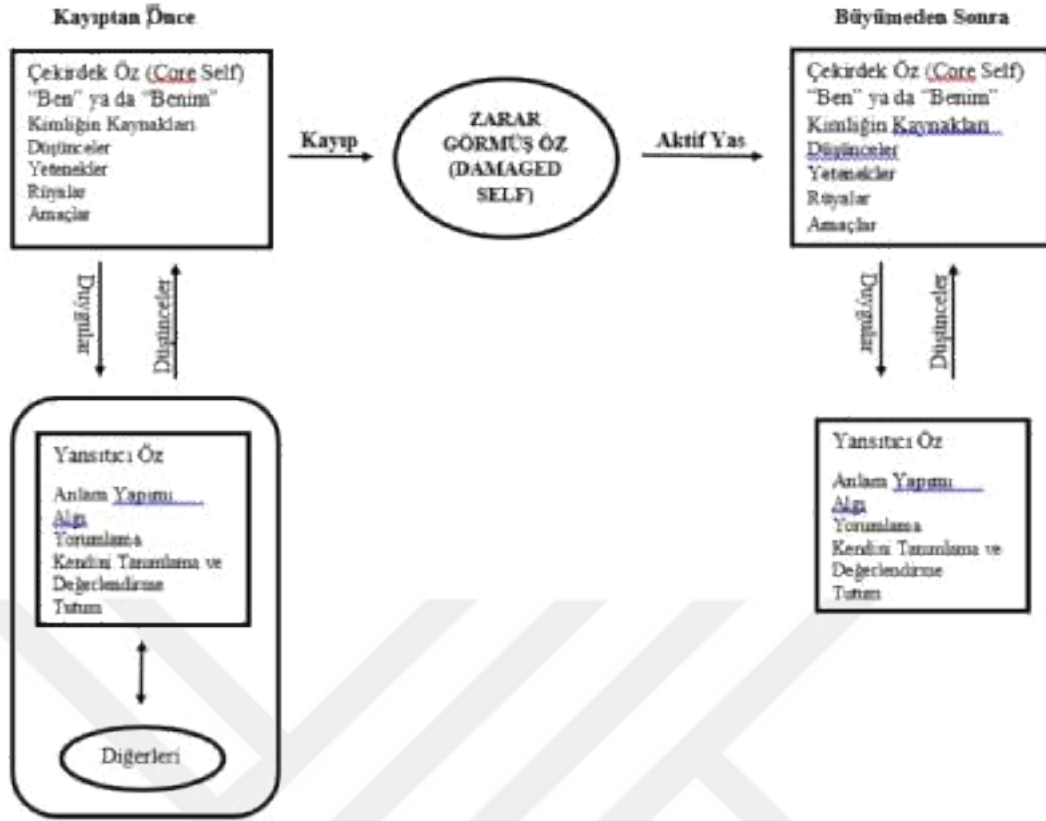 Kayıptan Önce
Büyümeden Sonra
Çekirdek Öz (Core Self)
"Ben" ya da "Benim"
Kimliğin Kaynakları
Düşünceler
Yetenekler
Rüyalar
Amaçlar
Kayıp
ZARAR
GÖRMÜŞ ÖZ
(DAMAGED
SELF)
Aktif Yas
Çekirdek Öz (Core Self)
"Ben" ya da "Benim"
Kimliğin Kaynakları
Düşünceler
Yetenekler
Rüyalar
Amaçlar
Duygular
Düşünceler
Duygular
Düşünceler
Yansıtıcı Öz
Anlam Yapımı
Algı
Yorumlama
Kendini Tanımlama ve
Değerlendirme
Tutum
Diğerleri
Yansıtıcı Öz
Anlam Yapımı
Algı
Yorumlama
Kendini Tanımlama ve
Değerlendirme
Tutum